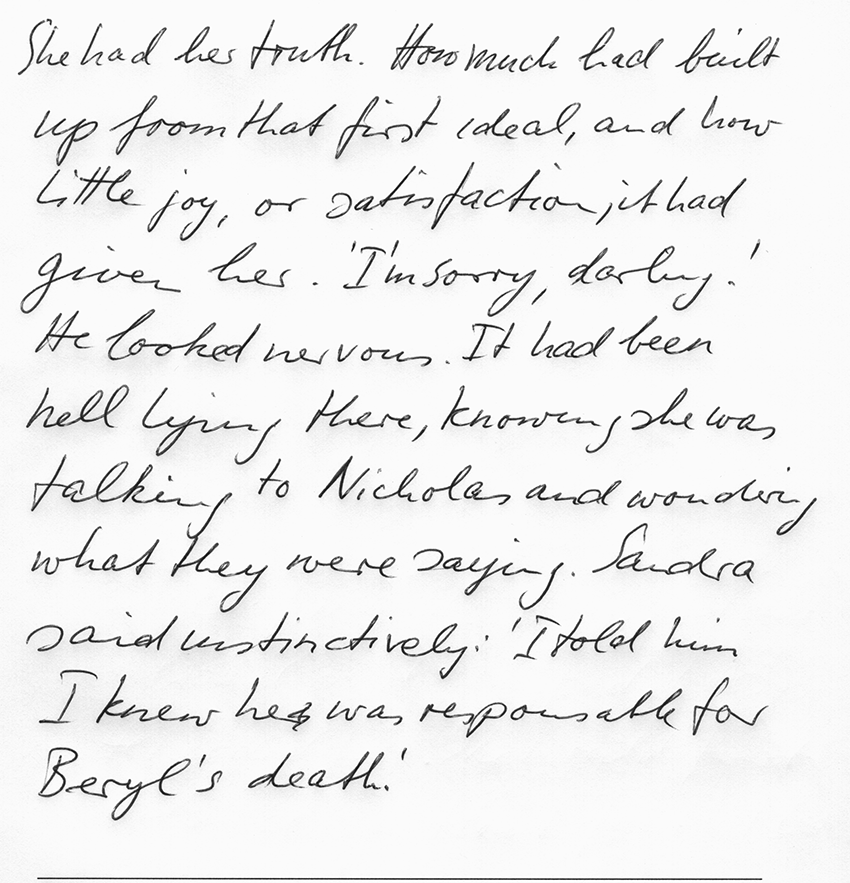 She had her truth. How much had built
up from that first ideal, and how
little joy, or satisfaction, it had
given her. 'I'm sorry, darling.'
He looked nervous. It had been
hell lying there, knowing she was
talking to Nicholas and wondering
what they were saying. Sandra
said instinctively: 'I told him
I knew he was responsable for
Beryl's death.'